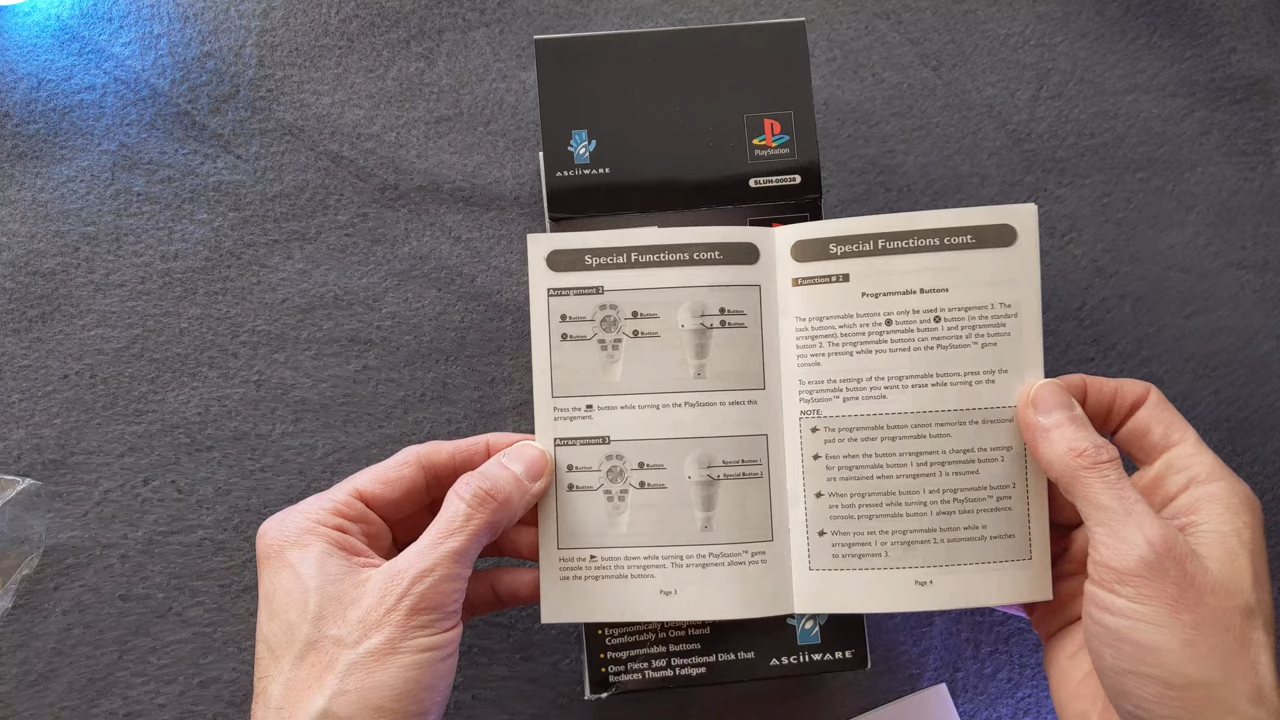 ASCIIWARE
PlayStation
SLUH-00038
Special Functions cont.
Arrangement 2
Button
Button
Button
Button
Button
Button
Press the button while turning on the PlayStation to select this
arrangement.
Arrangement 3
Button
Button
Button
Button
Special Button 1
Special Button 2
Hold the button down while turning on the PlayStation™ game
console to select this arrangement. This arrangement allows you to
use the programmable buttons.
Page 3
Special Functions cont.
Function # 2
Programmable Buttons
The programmable buttons can only be used in arrangement 3. The
back buttons, which are the button and button (in the standard
arrangement), become programmable button 1 and programmable
button 2. The programmable buttons can memorize all the buttons
you were pressing while you turned on the PlayStation™ game
console.
To erase the settings of the programmable buttons, press only the
programmable button you want to erase while turning on the
PlayStation™ game console.
NOTE:
The programmable button cannot memorize the directional
pad or the other programmable button.
Even when the button arrangement is changed, the settings
for programmable button 1 and programmable button 2
are maintained when arrangement 3 is resumed.
When programmable button 1 and programmable button 2
are both pressed while turning on the PlayStation™ game
console, programmable button 1 always takes precedence.
When you set the programmable button while in
arrangement 1 or arrangement 2, it automatically switches
to arrangement 3.
Page 4
• Ergonomically Designed to
Comfortably in One Hand
• Programmable Buttons
• One Piece 360° Directional Disk that
Reduces Thumb Fatigue
ASCIIWARE